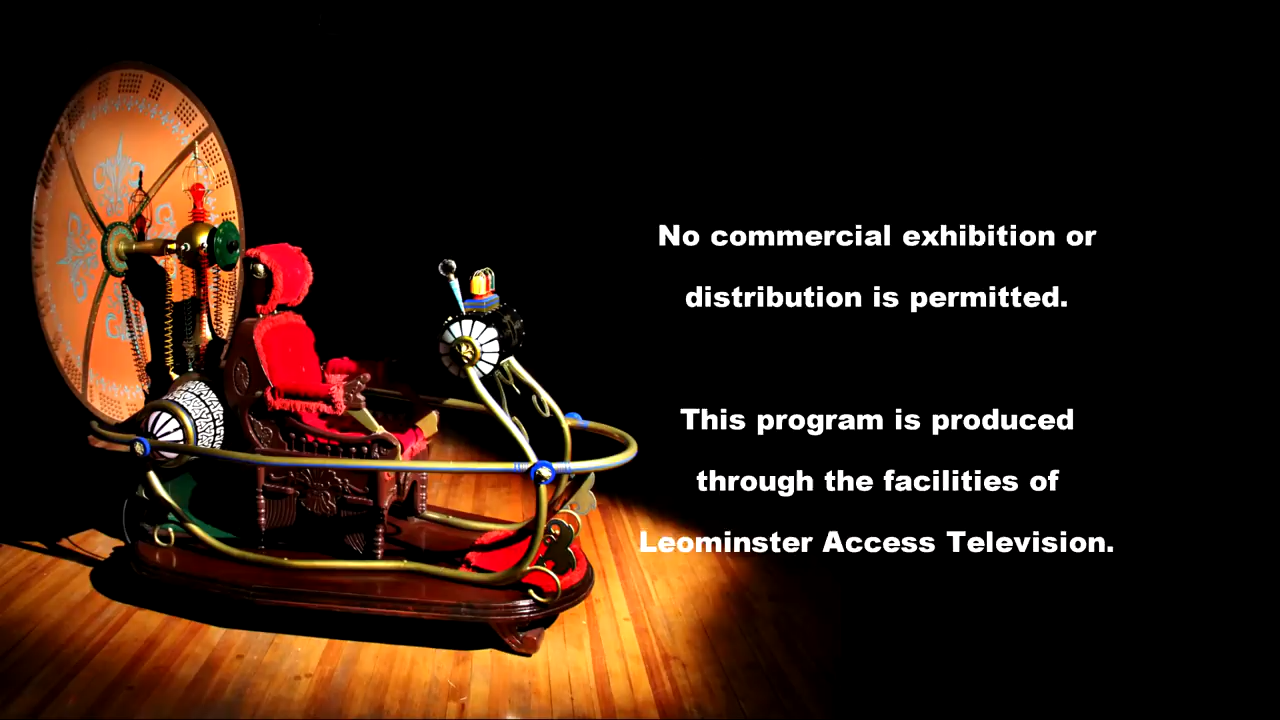 No commercial exhibition or
distribution is permitted.
This program is produced
through the facilities of
Leominster Access Television.